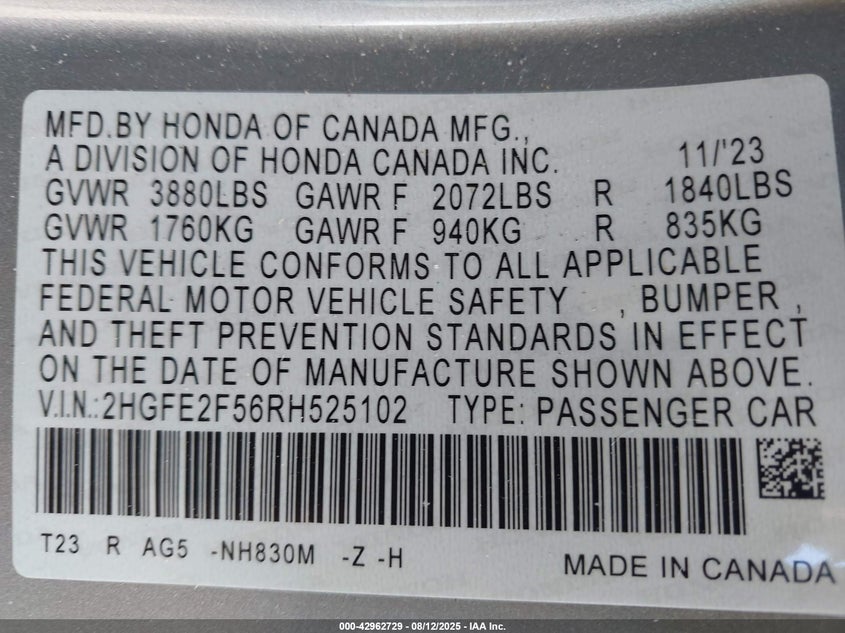 MFD.BY HONDA OF CANADA MFG.,
A DIVISION OF HONDA CANADA INC. 11/'23
GVWR 3880LBS GAWR F 2072LBS R 1840LBS
GVWR 1760KG GAWR F 940KG R 835KG
THIS VEHICLE CONFORMS TO ALL APPLICABLE
FEDERAL MOTOR VEHICLE SAFETY , BUMPER ,
AND THEFT PREVENTION STANDARDS IN EFFECT
ON THE DATE OF MANUFACTURE SHOWN ABOVE.
V.I.N.:2HGFE2F56RH525102 TYPE: PASSENGER CAR
T23 R AG5 -NH830M -Z -H
MADE IN CANADA
000-42962729 - 08/12/2025 - IAA Inc.